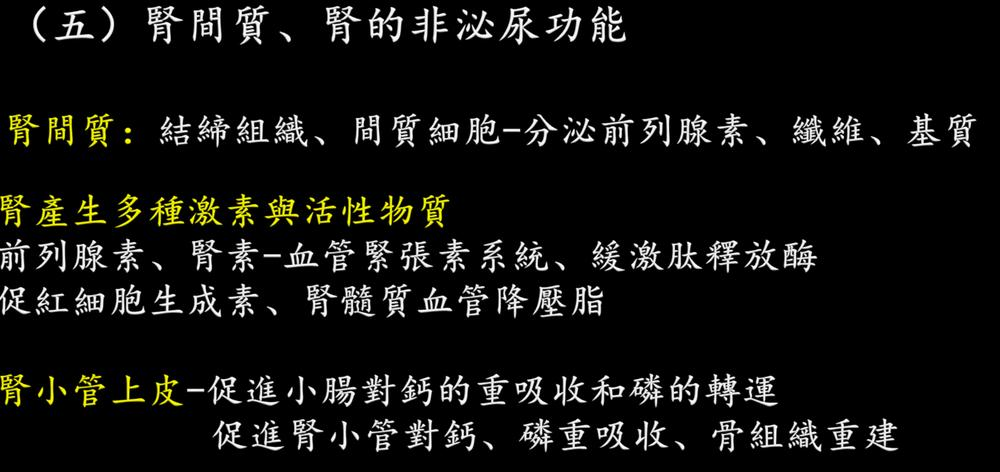 （五）腎間質、腎的非泌尿功能
腎間質：結締組織、間質細胞-分泌前列腺素、纖維、基質
腎產生多種激素與活性物質
前列腺素、腎素-血管緊張素系統、緩激肽釋放酶
促紅細胞生成素、腎髓質血管降壓脂
腎小管上皮-促進小腸對鈣的重吸收和磷的轉運
促進腎小管對鈣、磷重吸收、骨組織重建